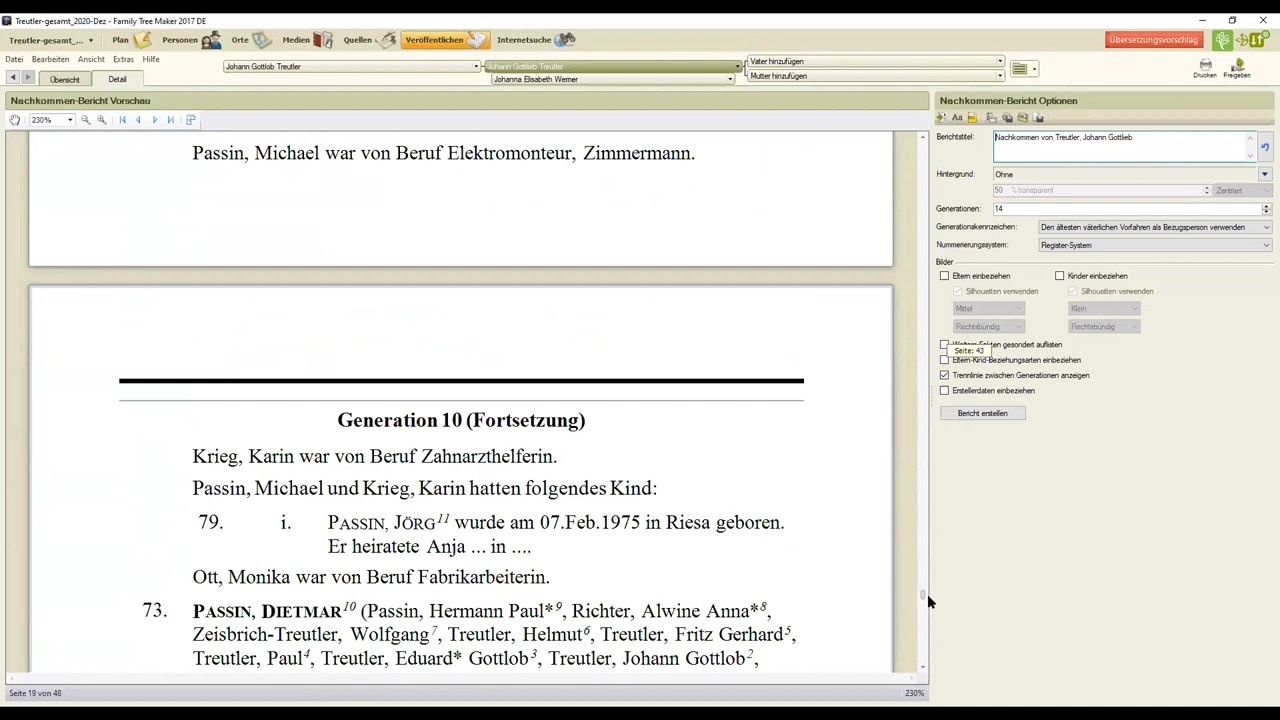 Treutler-gesamt_2020-Dez - Family Tree Maker 2017 DE
Treutler-gesamt_... Plan Personen Orte Medien Quellen Veröffentlichen Internetsuche Übersetzungsvorschlag
Datei Bearbeiten Ansicht Extras Hilfe
Johann Gottlob Treutler Johann Gottlieb Treutler Vater hinzufügen
Übersicht Detail Johanna Elisabeth Werner Mutter hinzufügen Drucken Freigeben
Nachkommen-Bericht Vorschau
230%
Passin, Michael war von Beruf Elektromonteur, Zimmermann.
Generation 10 (Fortsetzung)
Krieg, Karin war von Beruf Zahnarzthelferin.
Passin, Michael und Krieg, Karin hatten folgendes Kind:
79. i. PASSIN, JÖRG11 wurde am 07.Feb.1975 in Riesa geboren.
Er heiratete Anja ... in ....
Ott, Monika war von Beruf Fabrikarbeiterin.
73. PASSIN, DIETMAR10 (Passin, Hermann Paul*9, Richter, Alwine Anna*8,
Zeisbrich-Treutler, Wolfgang7, Treutler, Helmut6, Treutler, Fritz Gerhard5,
Treutler, Paul4, Treutler, Eduard* Gottlob3, Treutler, Johann Gottlob2,
Seite 19 von 48
230%
Nachkommen-Bericht Optionen
Aa
Berichtstitel: Nachkommen von Treutler, Johann Gottlieb
Hintergrund: Ohne
50 % transparent Zentriert
Generationen: 14
Generationskennzeichen: Den ältesten väterlichen Vorfahren als Bezugsperson verwenden
Nummerierungssystem: Register-System
Bilder
Eltern einbeziehen Kinder einbeziehen
Silhouetten verwenden Silhouetten verwenden
Mittel Klein
Rechtsbündig Rechtsbündig
gesondert auflisten
Seite: 43
Eltern-Kind-Beziehungsarten einbeziehen
Trennlinie zwischen Generationen anzeigen
Erstellerdaten einbeziehen
Bericht erstellen